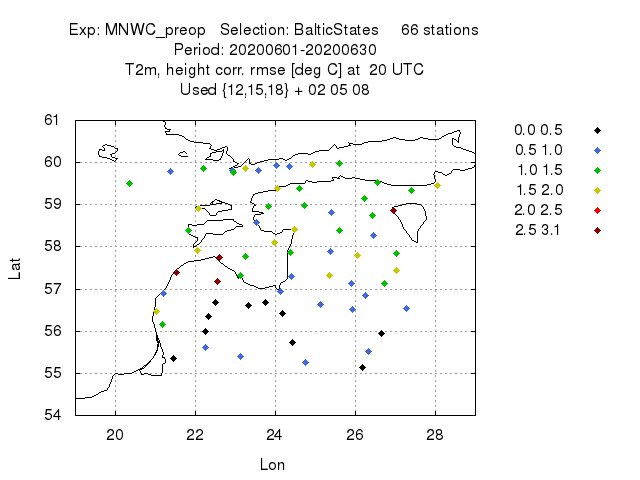 Exp: MNWC_preop Selection: BalticStates 66 stations
Period: 20200601-20200630
T2m, height corr. rmse [deg C] at 20 UTC
Used {12,15,18} + 02 05 08
61
60
59
58
57
56
55
54
Lat
20 22 24 26 28
Lon
0.0 0.5
0.5 1.0
1.0 1.5
1.5 2.0
2.0 2.5
2.5 3.1